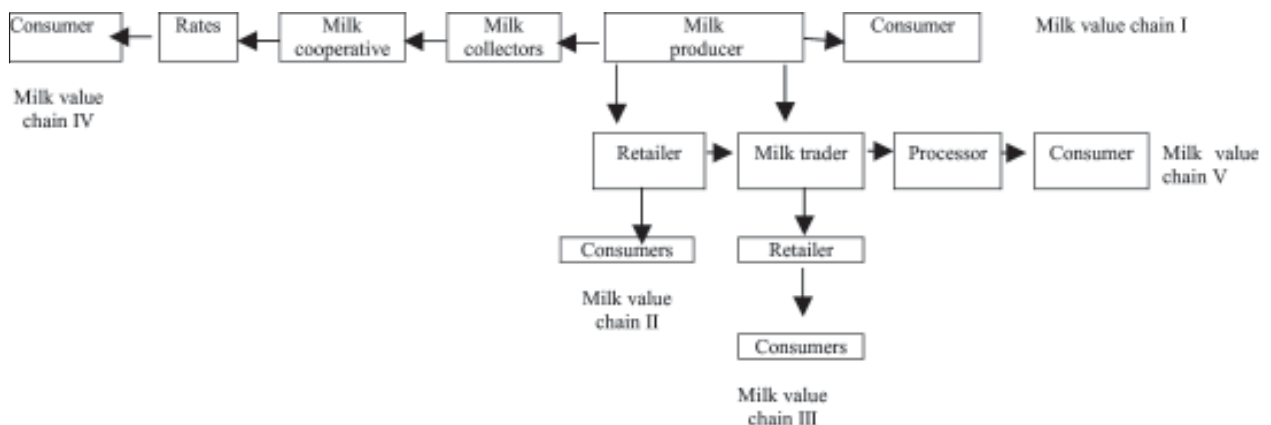 Consumer
Rates
Milk
cooperative
Milk
collectors
Milk
producer
Consumer
Milk value chain I
Milk value
chain IV
Retailer
Milk trader
Processor
Consumer
Milk value
chain V
Consumers
Retailer
Milk value
chain II
Consumers
Milk value
chain III